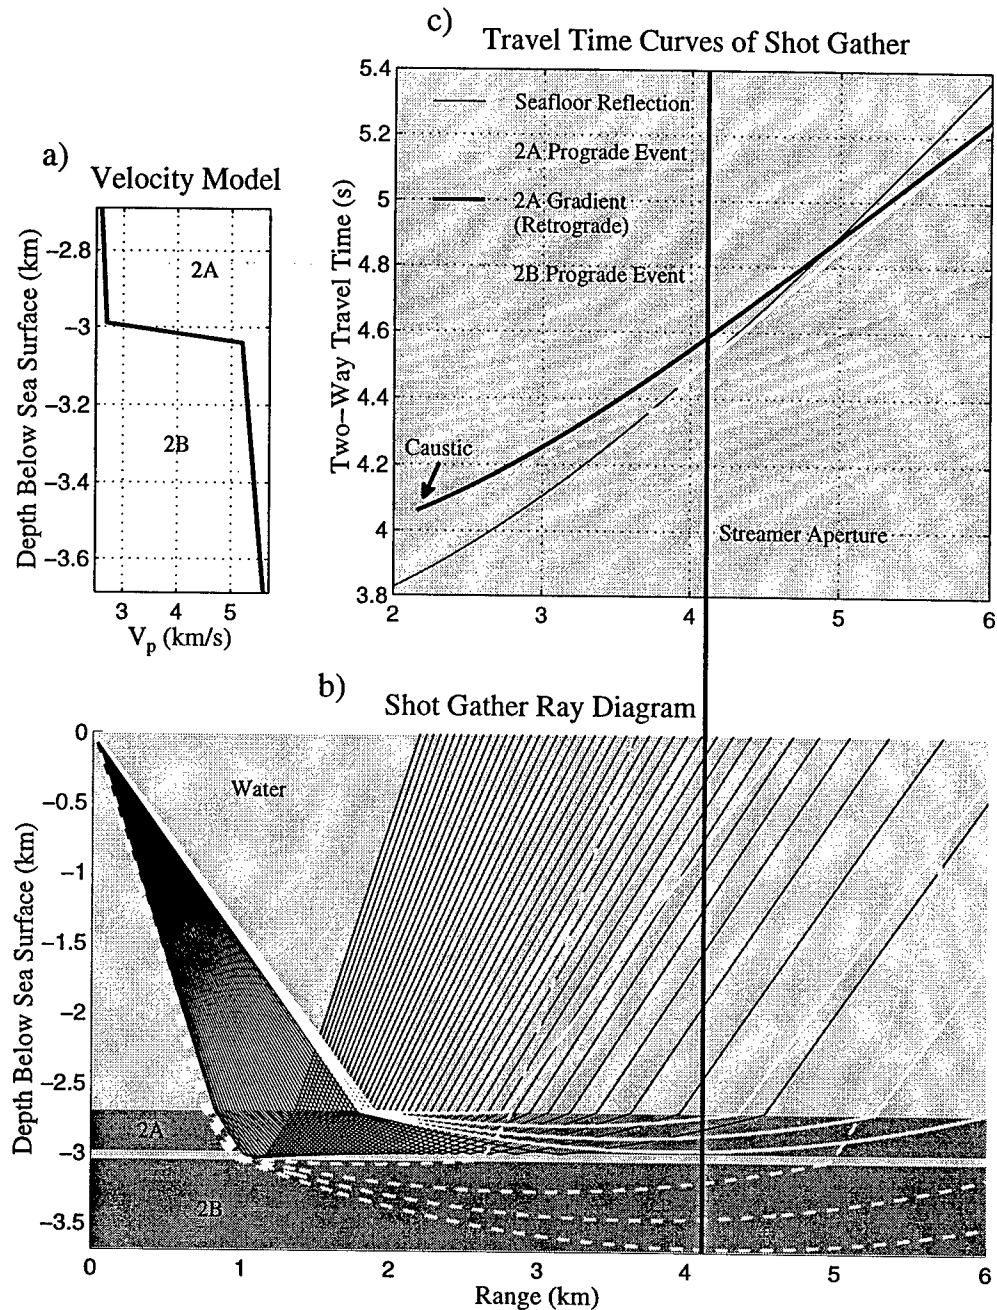 c)
Travel Time Curves of Shot Gather
5.4
5.2
5
4.8
4.6
4.4
4.2
4
3.8
Two-Way Travel Time (s)
Seafloor Reflection
2A Prograde Event
2A Gradient
(Retrograde)
2B Prograde Event
Caustic
Streamer Aperture
2
3
4
5
6
a)
Velocity Model
Depth Below Sea Surface (km)
−2.8
−3
−3.2
−3.4
−3.6
2A
2B
3
4
5
Vp (km/s)
b)
Shot Gather Ray Diagram
Depth Below Sea Surface (km)
0
−0.5
−1
−1.5
−2
−2.5
−3
−3.5
Water
2A
2B
0
1
2
3
4
5
6
Range (km)